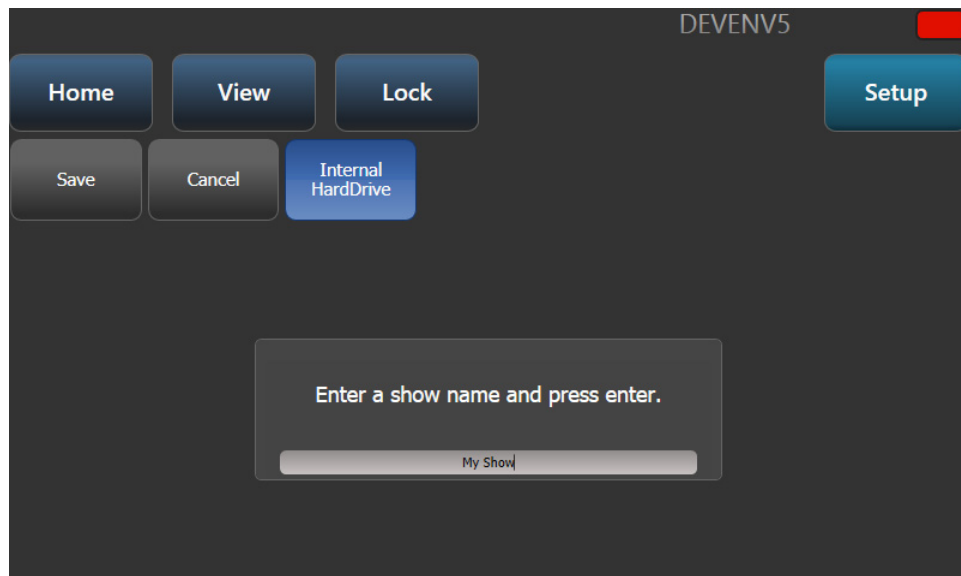 DEVENV5
Home
View
Lock
Setup
Save
Cancel
Internal
HardDrive
Enter a show name and press enter.
My Show